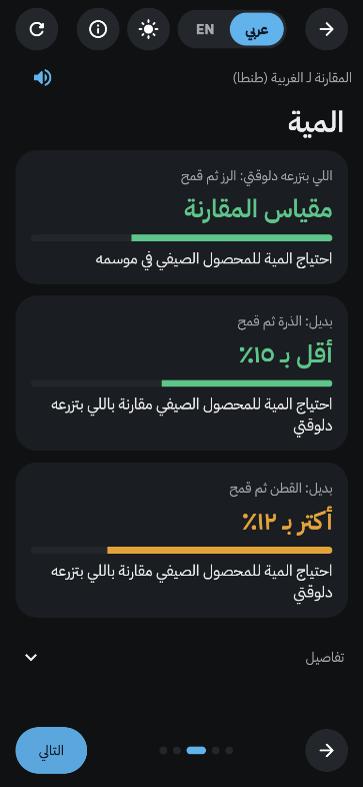 عربي
EN
المقارنة لـ الغربية (طنطا)
المية
اللي بتزرعه دلوقتي: الرز ثم قمح
مقياس المقارنة
احتياج المية للمحصول الصيفي في موسمه
بديل: الذرة ثم قمح
أقل بـ ١٥٪
احتياج المية للمحصول الصيفي مقارنة باللي بتزرعه
دلوقتي
بديل: القطن ثم قمح
أكتر بـ ١٢٪
احتياج المية للمحصول الصيفي مقارنة باللي بتزرعه
دلوقتي
تفاصيل
التالي